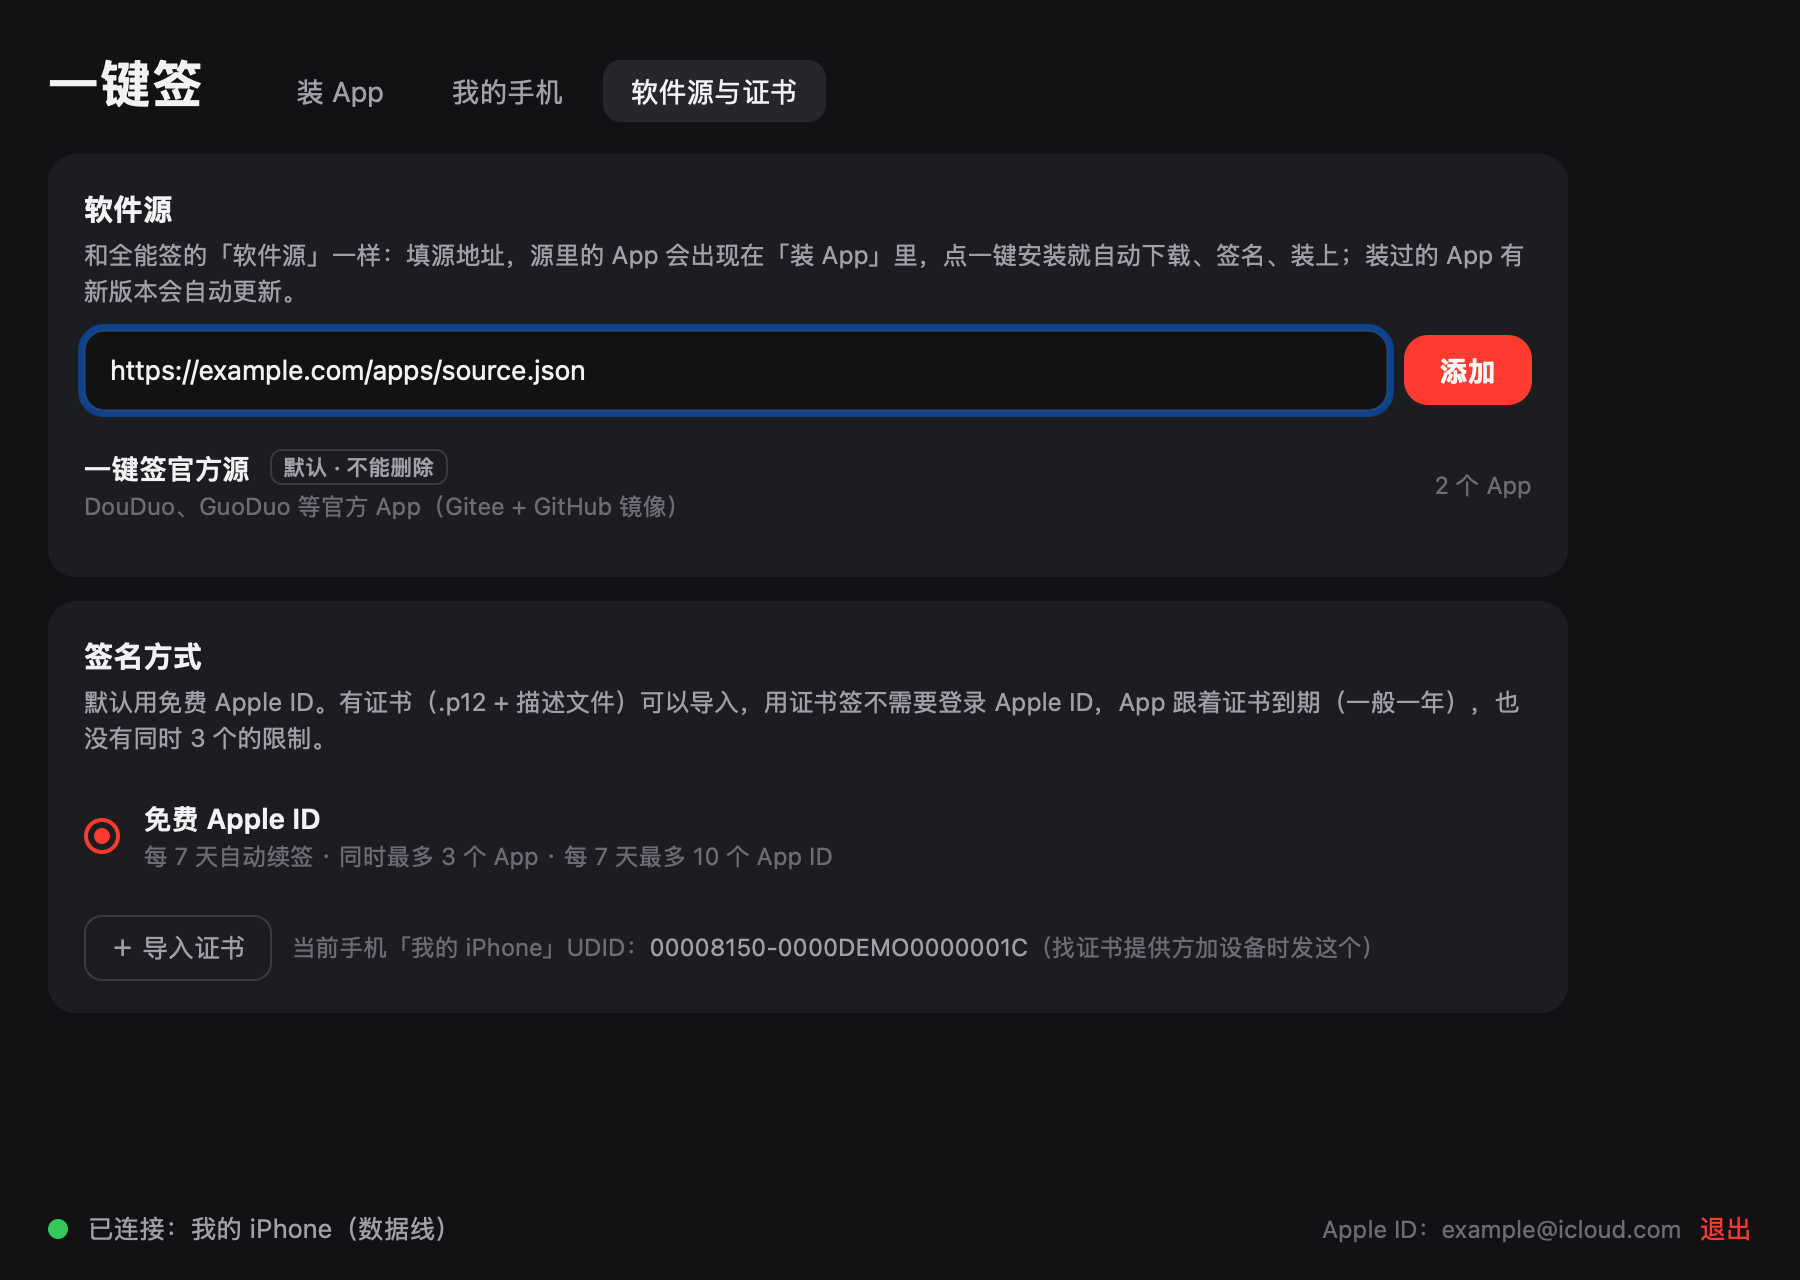 一键签
装 App
我的手机
软件源与证书
软件源
和全能签的「软件源」一样：填源地址，源里的 App 会出现在「装 App」里，点一键安装就自动下载、签名、装上；装过的 App 有
新版本会自动更新。
https://example.com/apps/source.json
添加
一键签官方源
默认 · 不能删除
DouDuo、GuoDuo 等官方 App（Gitee + GitHub 镜像）
2 个 App
签名方式
默认用免费 Apple ID。有证书（.p12 + 描述文件）可以导入，用证书签不需要登录 Apple ID，App 跟着证书到期（一般一年），也
没有同时 3 个的限制。
免费 Apple ID
每 7 天自动续签 · 同时最多 3 个 App · 每 7 天最多 10 个 App ID
+ 导入证书
当前手机「我的 iPhone」UDID：00008150-0000DEMO0000001C（找证书提供方加设备时发这个）
已连接：我的 iPhone（数据线）
Apple ID：example@icloud.com
退出